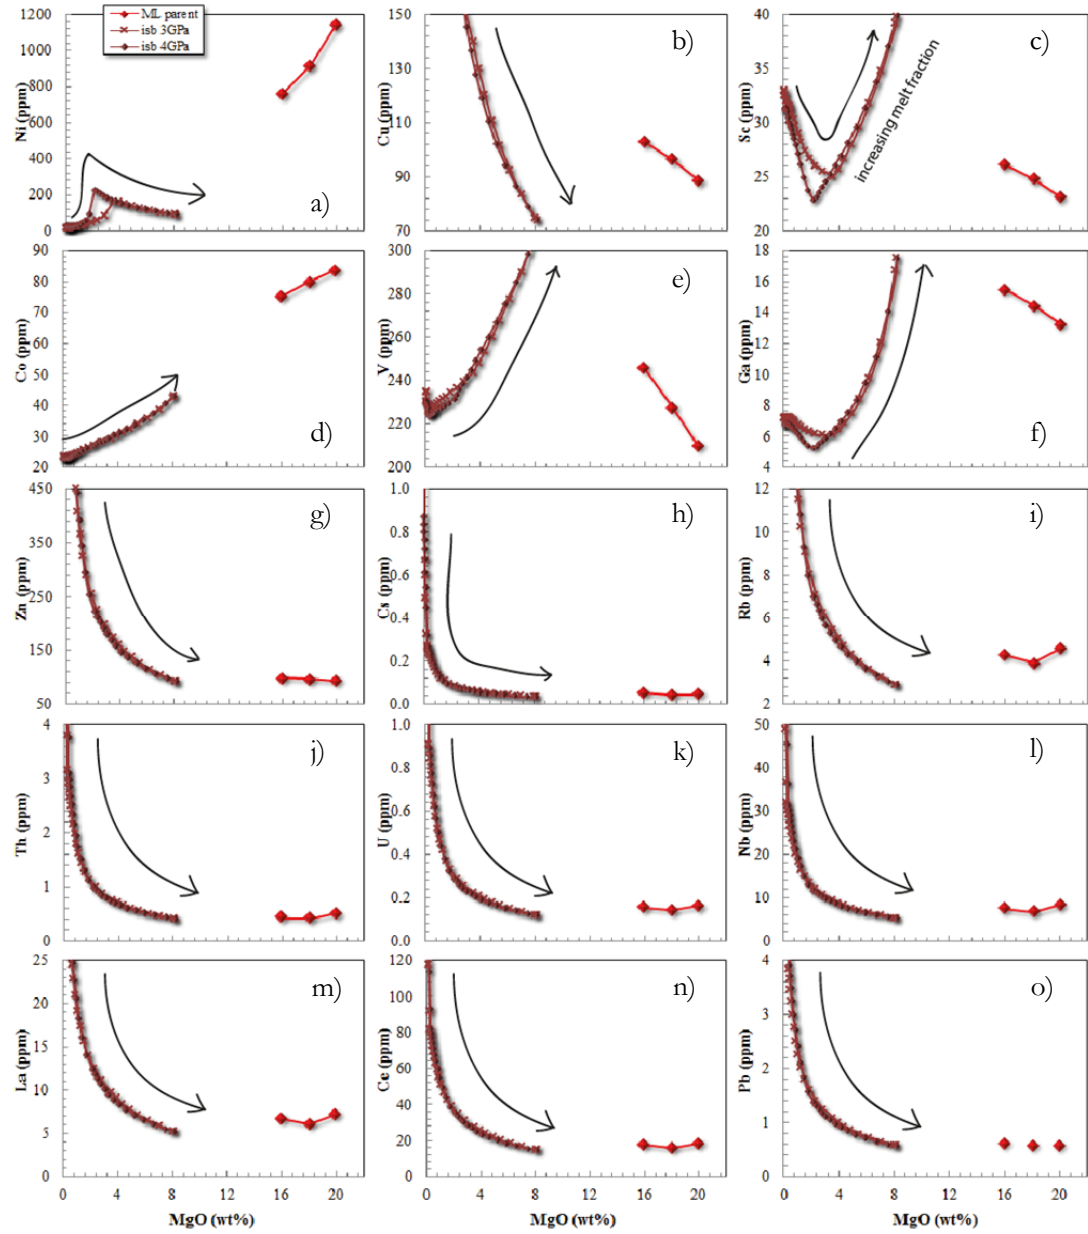 ML parent
isb 3GPa
isb 4GPa
1200
1000
800
600
400
200
0
Ni (ppm)
a)
150
130
110
90
70
Cu (ppm)
b)
40
35
30
25
20
Sc (ppm)
c)
increasing melt fraction
90
80
70
60
50
40
30
20
Co (ppm)
d)
300
280
260
240
220
200
V (ppm)
e)
18
16
14
12
10
8
6
4
Ga (ppm)
f)
450
350
250
150
50
Zn (ppm)
g)
1.0
0.8
0.6
0.4
0.2
0.0
Cs (ppm)
h)
12
10
8
6
4
2
Rb (ppm)
i)
4
3
2
1
0
Th (ppm)
j)
1.0
0.8
0.6
0.4
0.2
0.0
U (ppm)
k)
50
40
30
20
10
0
Nb (ppm)
l)
25
20
15
10
5
0
La (ppm)
m)
0 4 8 12 16 20
MgO (wt%)
120
100
80
60
40
20
0
Ce (ppm)
n)
0 4 8 12 16 20
MgO (wt%)
4
3
2
1
0
Pb (ppm)
o)
0 4 8 12 16 20
MgO (wt%)